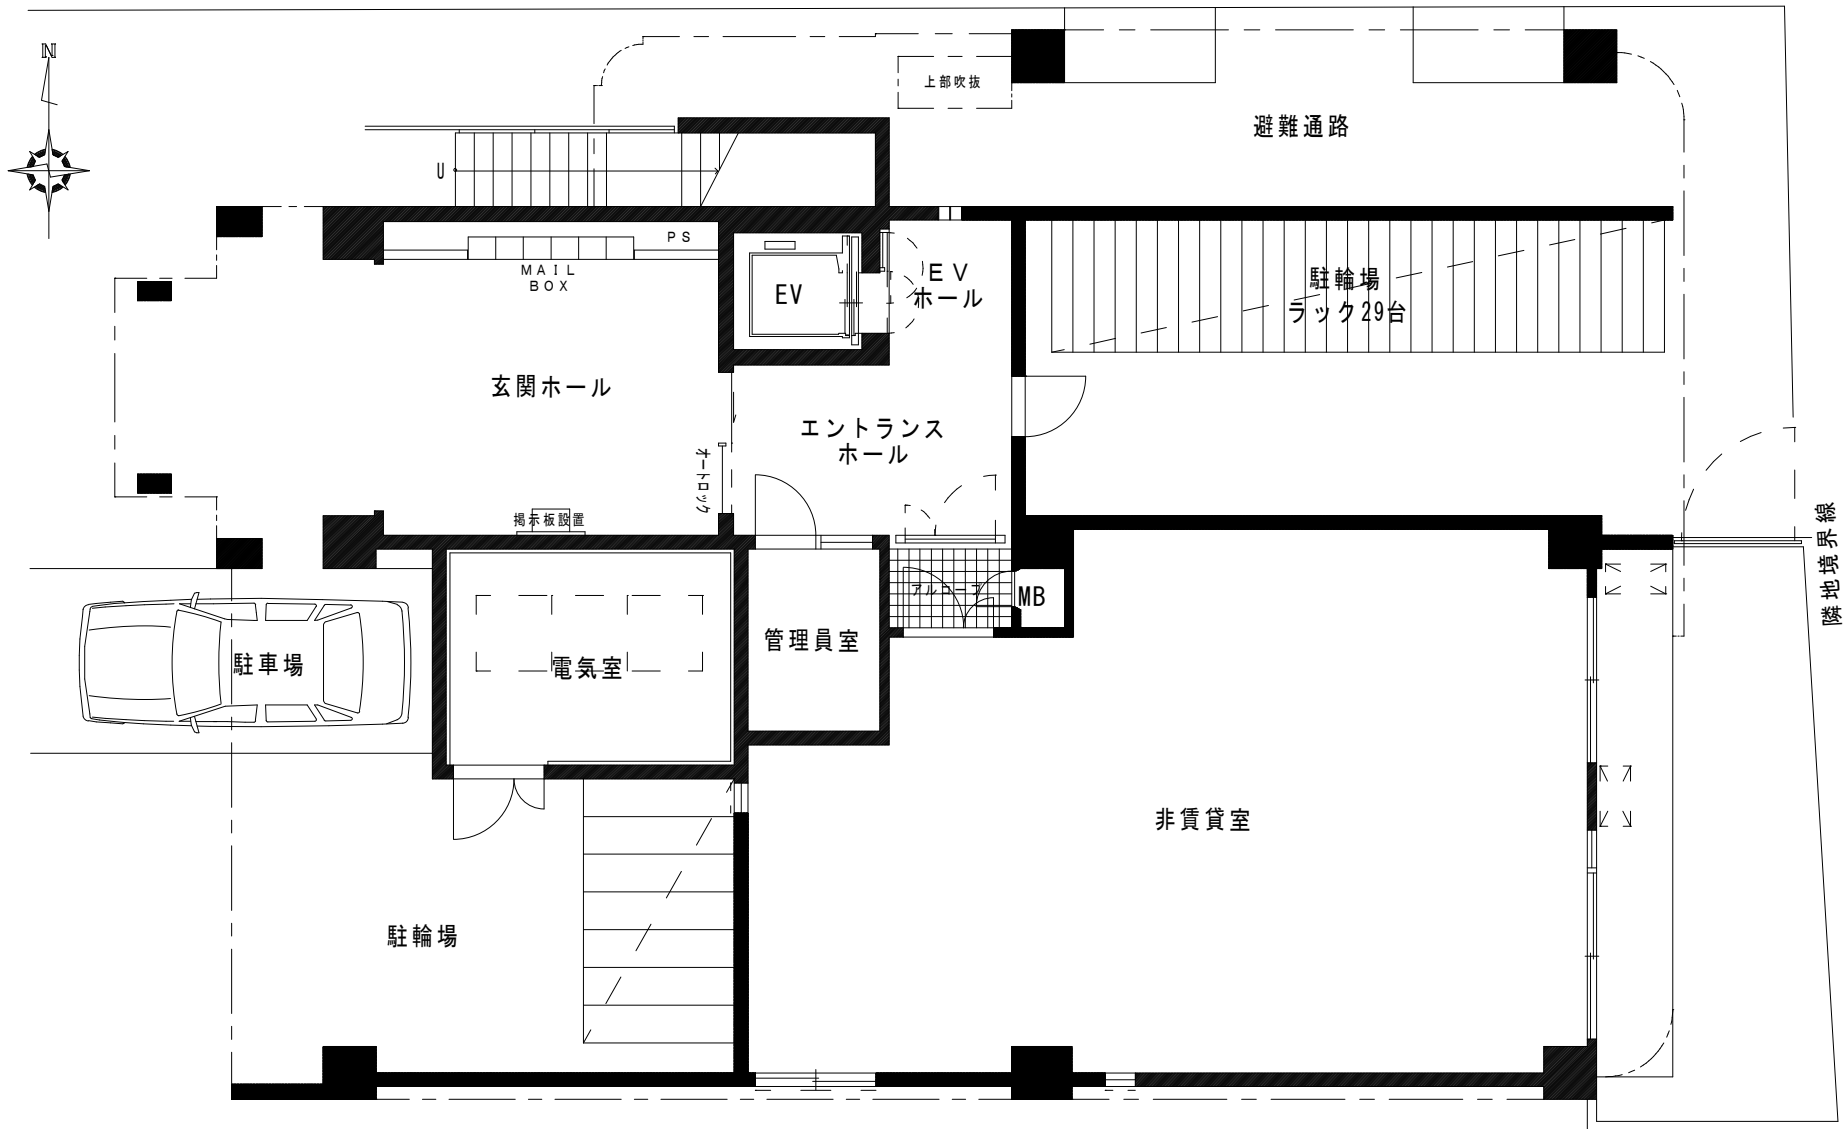 N
上部吹抜
避難通路
U
PS
MAIL
BOX
EV
EV
ホール
駐輪場
ラック29台
玄関ホール
エントランス
ホール
オートロック
掲示板設置
隣地境界線
アルコーブ
MB
駐車場
電気室
管理員室
非賃貸室
駐輪場